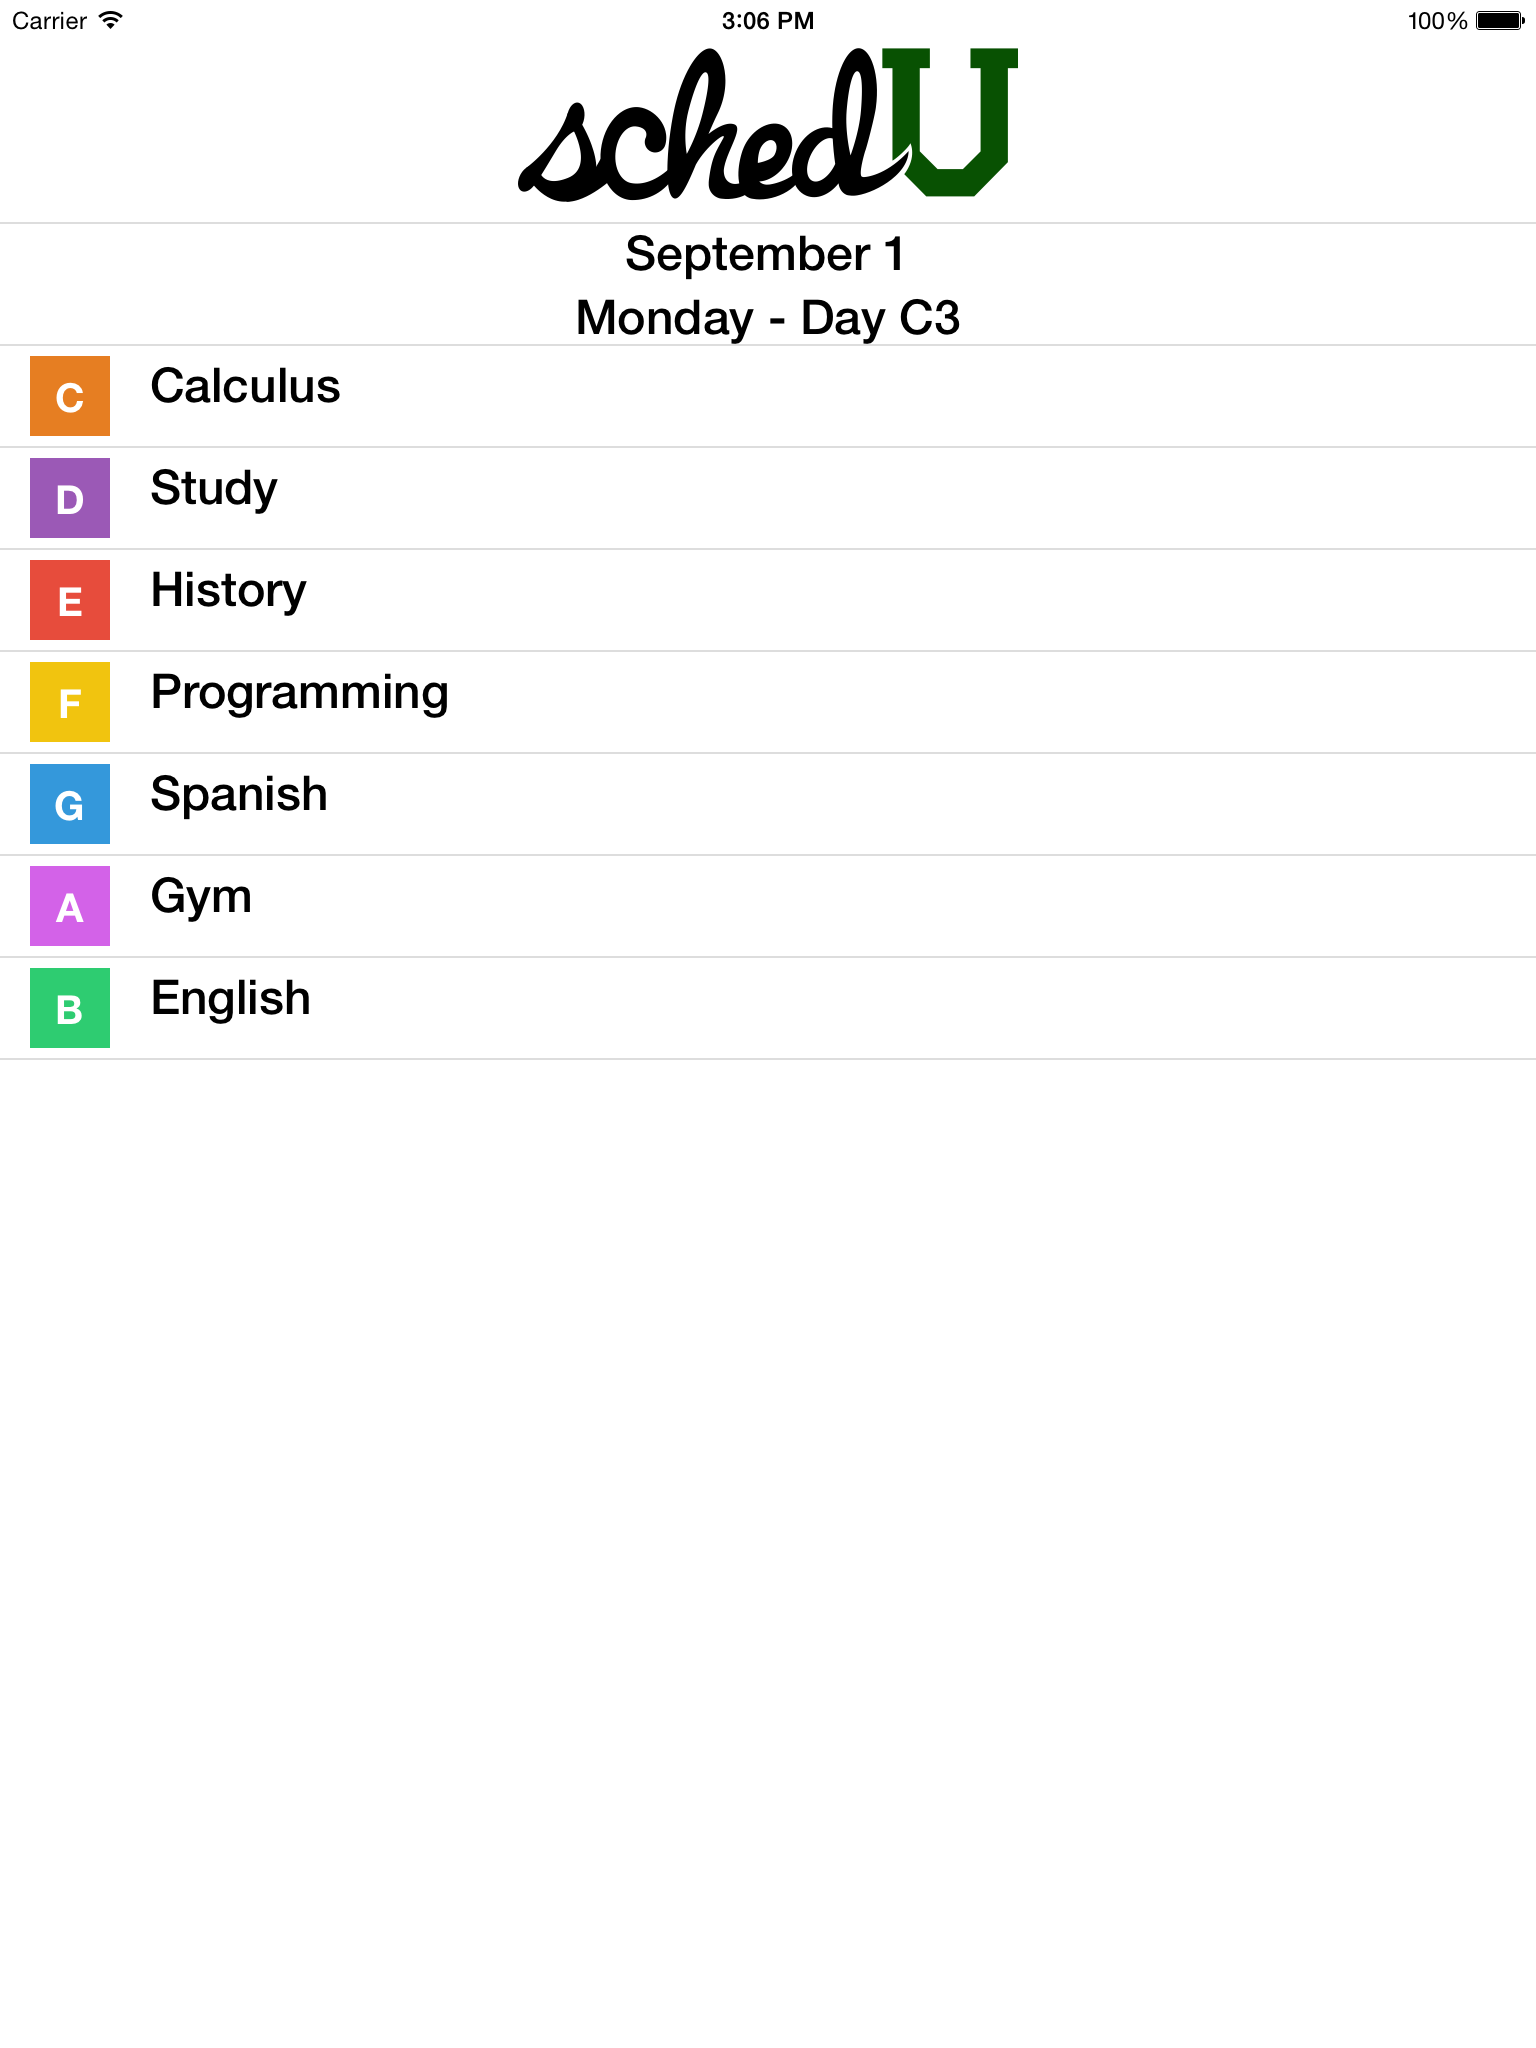 Carrier 3:06 PM 100%
schedU
September 1
Monday - Day C3
C Calculus
D Study
E History
F Programming
G Spanish
A Gym
B English